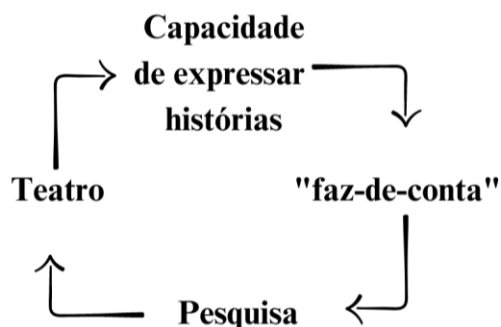 Capacidade
de expressar
histórias
Teatro
"faz-de-conta"
Pesquisa